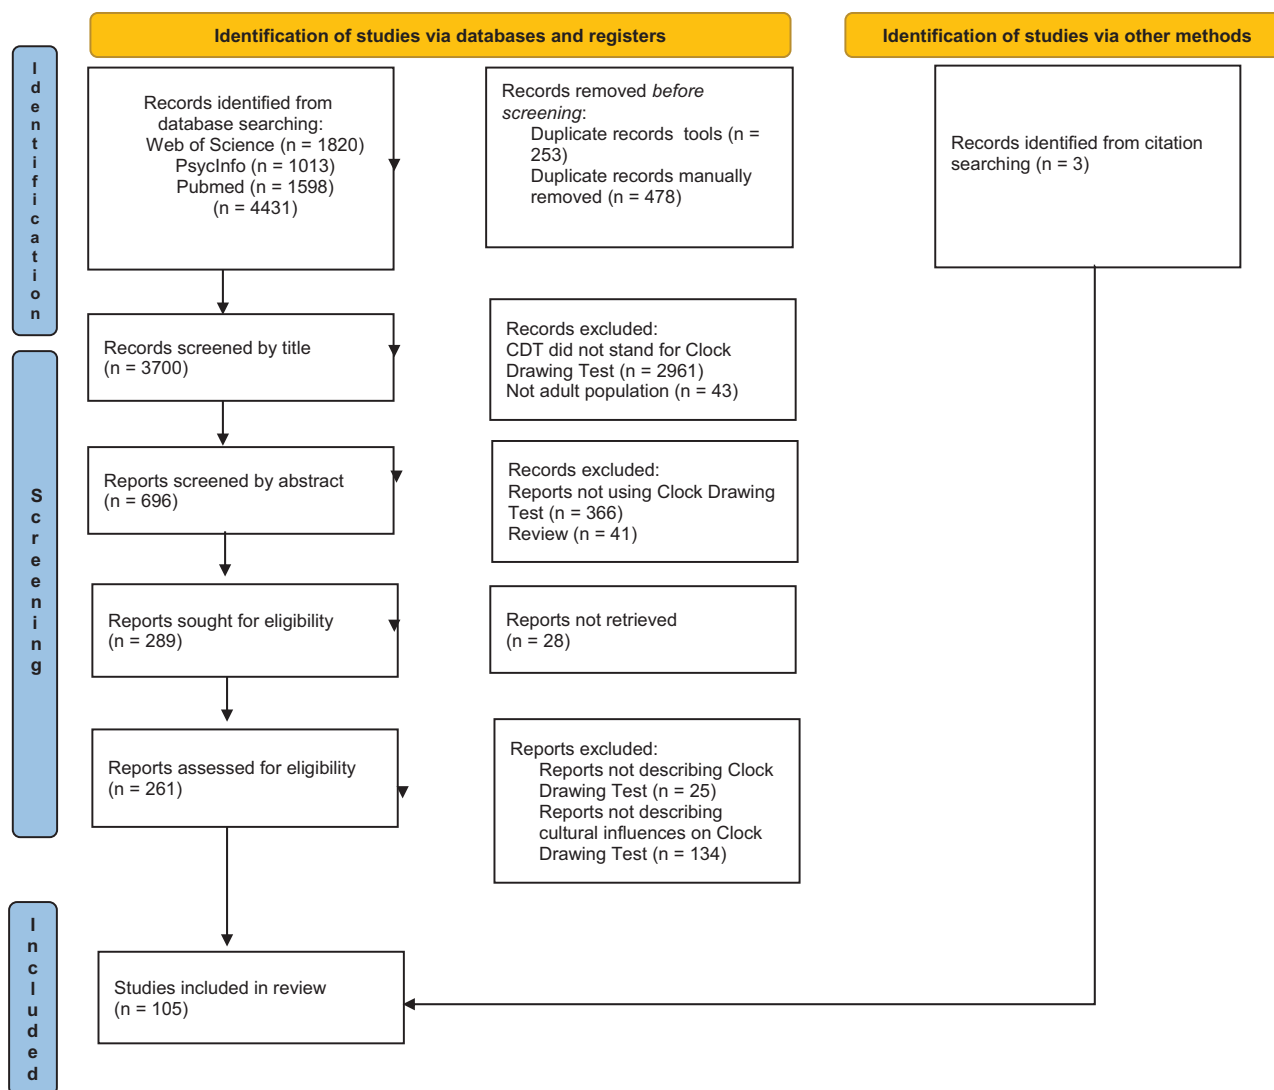 Identification of studies via databases and registers
Identification of studies via other methods
Identification
Records identified from
database searching:
Web of Science (n = 1820)
PsycInfo (n = 1013)
Pubmed (n = 1598)
(n = 4431)
Records removed before
screening:
Duplicate records tools (n =
253)
Duplicate records manually
removed (n = 478)
Records identified from citation
searching (n = 3)
Screening
Records screened by title
(n = 3700)
Records excluded:
CDT did not stand for Clock
Drawing Test (n = 2961)
Not adult population (n = 43)
Reports screened by abstract
(n = 696)
Records excluded:
Reports not using Clock Drawing
Test (n = 366)
Review (n = 41)
Reports sought for eligibility
(n = 289)
Reports not retrieved
(n = 28)
Reports assessed for eligibility
(n = 261)
Reports excluded:
Reports not describing Clock
Drawing Test (n = 25)
Reports not describing
cultural influences on Clock
Drawing Test (n = 134)
Included
Studies included in review
(n = 105)